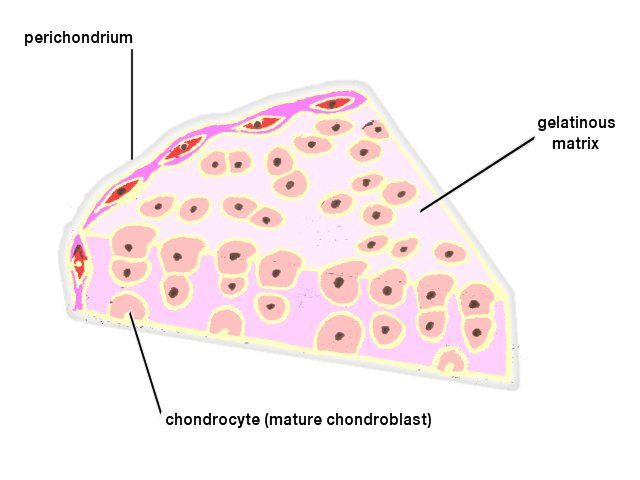 perichondrium
gelatinous
matrix
chondrocyte (mature chondroblast)